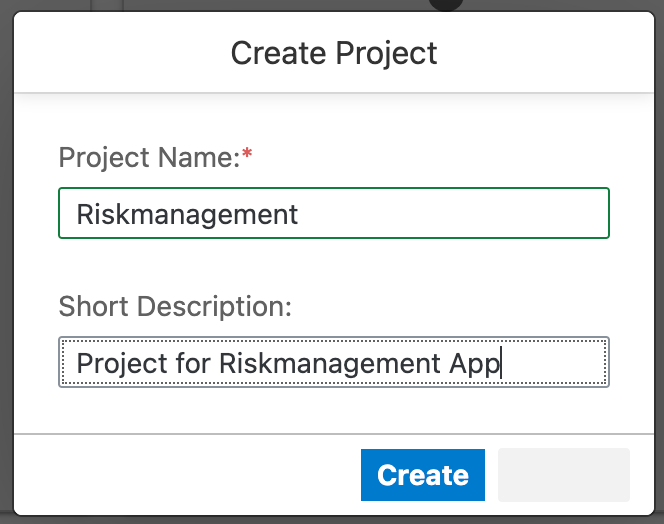 Create Project
Project Name:*
Riskmanagement
Short Description:
Project for Riskmanagement App
Create